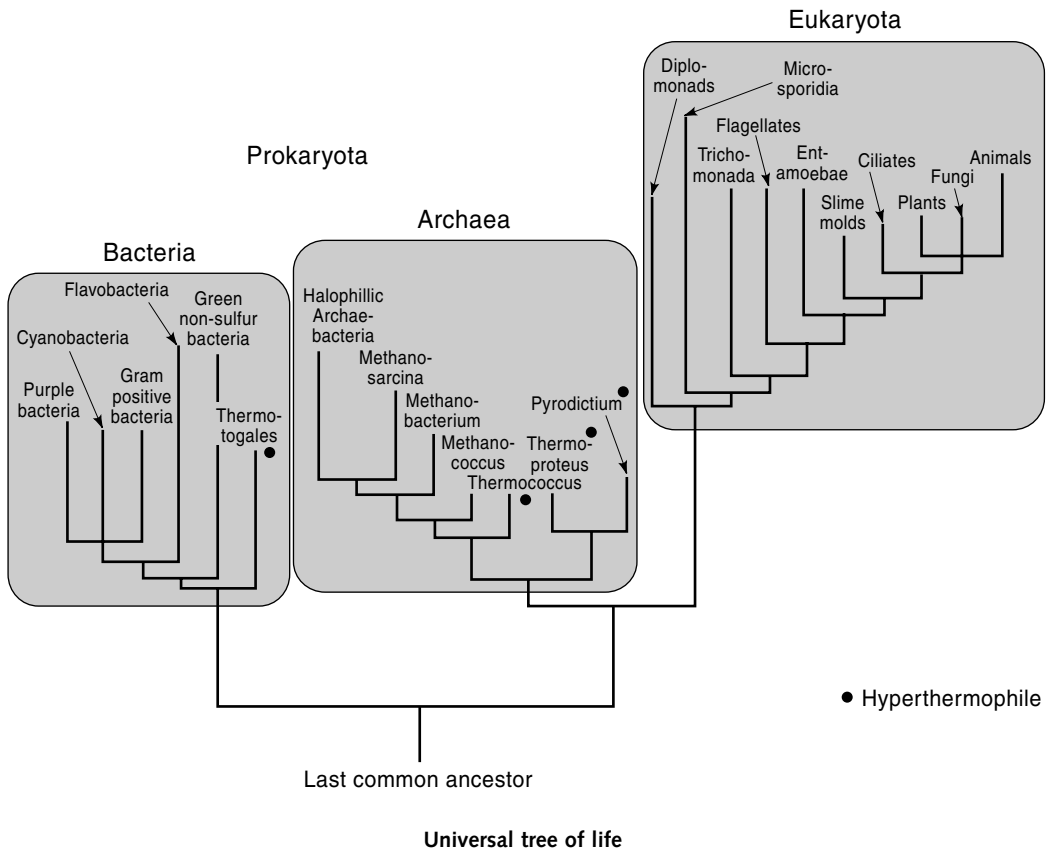 Eukaryota
Diplo-
monads
Micro-
sporidia
Flagellates
Tricho-
monada
Ent-
amoebae
Ciliates
Animals
Fungi
Slime
molds
Plants
Prokaryota
Archaea
Bacteria
Flavobacteria
Green
non-sulfur
bacteria
Cyanobacteria
Gram
positive
bacteria
Purple
bacteria
Thermo-
togales
Halophillic
Archae-
bacteria
Methano-
sarcina
Methano-
bacterium
Methano-
coccus
Thermococcus
Thermo-
proteus
Pyrodictium
Hyperthermophile
Last common ancestor
Universal tree of life